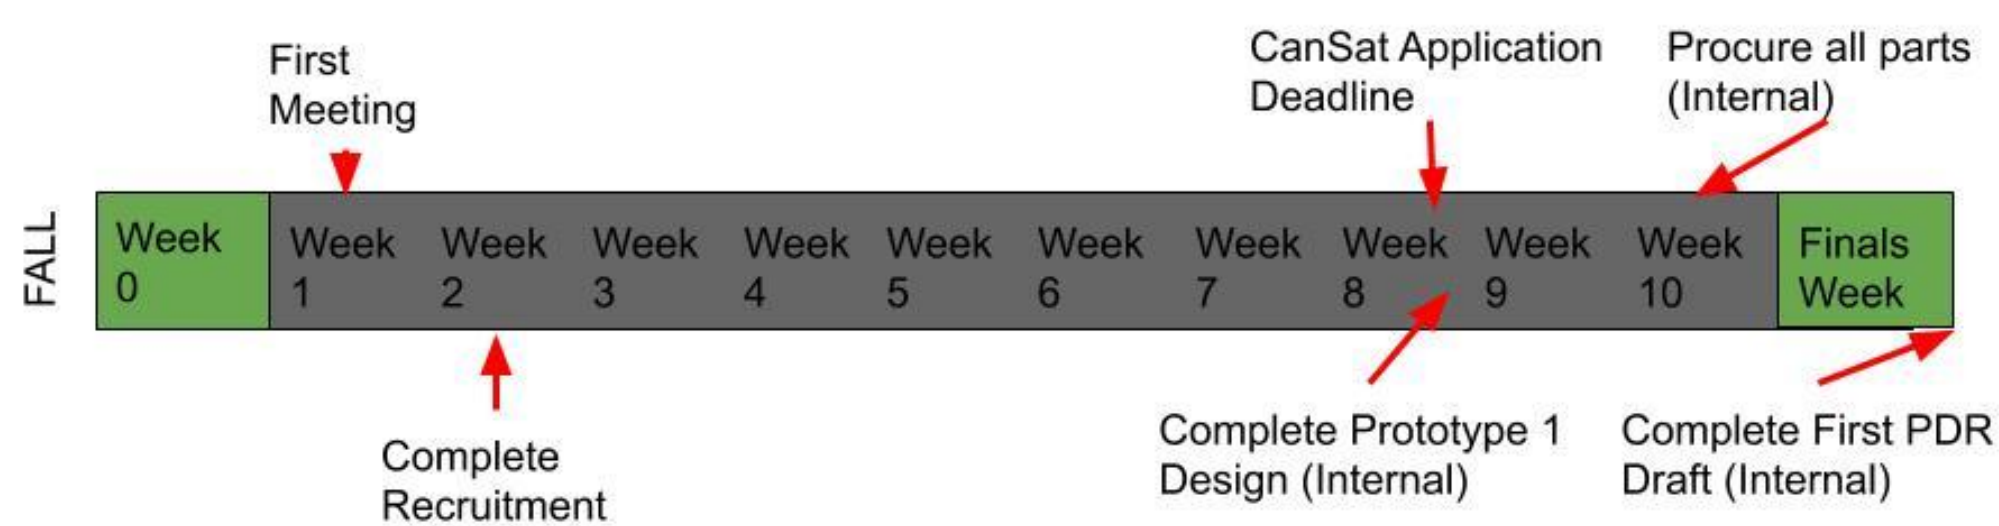 First
Meeting
CanSat Application
Deadline
Procure all parts
(Internal)
FALL
Week
0
Week
1
Week
2
Week
3
Week
4
Week
5
Week
6
Week
7
Week
8
Week
9
Week
10
Finals
Week
Complete
Recruitment
Complete Prototype 1
Design (Internal)
Complete First PDR
Draft (Internal)